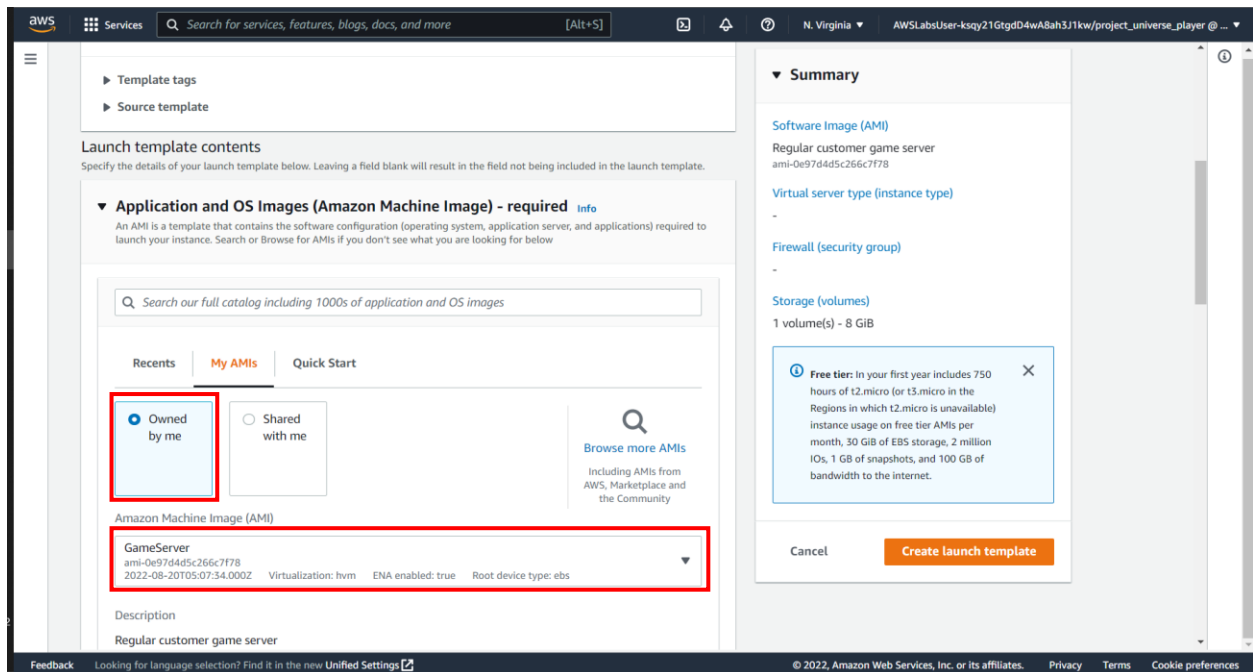 aws
Services
Search for services, features, blogs, docs, and more
[Alt+S]
N. Virginia
AWSLabsUser-ksqy21GtgdD4wA8ah3J1kw/project_universe_player @ ...
Template tags
Source template
Launch template contents
Specify the details of your launch template below. Leaving a field blank will result in the field not being included in the launch template.
Application and OS Images (Amazon Machine Image) - required Info
An AMI is a template that contains the software configuration (operating system, application server, and applications) required to
launch your instance. Search or Browse for AMIs if you don't see what you are looking for below
Search our full catalog including 1000s of application and OS images
Recents
My AMIs
Quick Start
Owned
by me
Shared
with me
Browse more AMIs
Including AMIs from
AWS, Marketplace and
the Community
Amazon Machine Image (AMI)
GameServer
ami-0e97d4d5c266c7f78
2022-08-20T05:07:34.000Z Virtualization: hvm ENA enabled: true Root device type: ebs
Description
Regular customer game server
Summary
Software Image (AMI)
Regular customer game server
ami-0e97d4d5c266c7f78
Virtual server type (instance type)
-
Firewall (security group)
-
Storage (volumes)
1 volume(s) - 8 GiB
Free tier: In your first year includes 750
hours of t2.micro (or t3.micro in the
Regions in which t2.micro is unavailable)
instance usage on free tier AMIs per
month, 30 GiB of EBS storage, 2 million
IOs, 1 GB of snapshots, and 100 GB of
bandwidth to the internet.
Cancel
Create launch template
2
Feedback
Looking for language selection? Find it in the new Unified Settings
© 2022, Amazon Web Services, Inc. or its affiliates.
Privacy
Terms
Cookie preferences